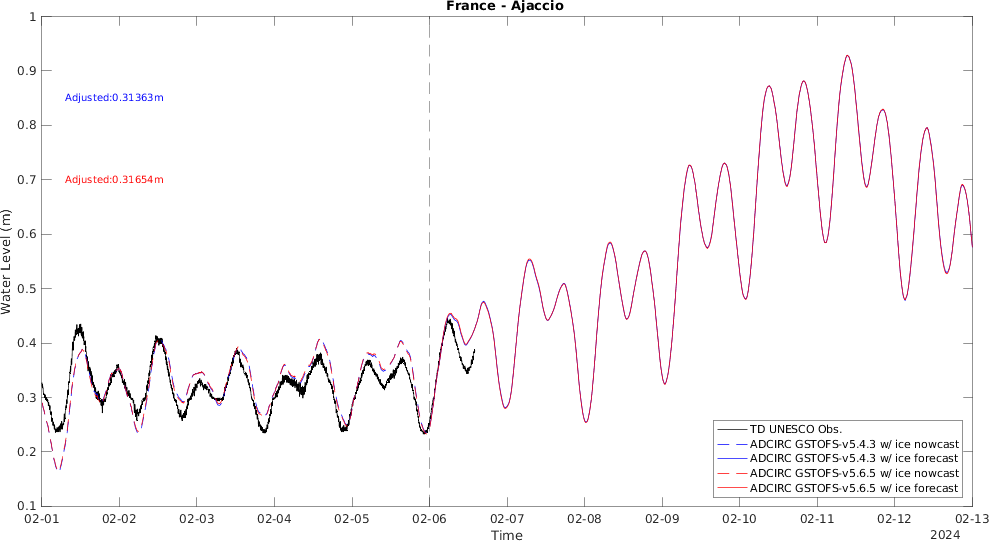 France - Ajaccio
1
0.9
0.8
0.7
0.6
0.5
0.4
0.3
0.2
0.1
Water Level (m)
Adjusted:0.31363m
Adjusted:0.31654m
TD UNESCO Obs.
ADCIRC GSTOFS-v5.4.3 w/ ice nowcast
ADCIRC GSTOFS-v5.4.3 w/ ice forecast
ADCIRC GSTOFS-v5.6.5 w/ ice nowcast
ADCIRC GSTOFS-v5.6.5 w/ ice forecast
02-01 02-02 02-03 02-04 02-05 02-06 02-07 02-08 02-09 02-10 02-11 02-12 02-13
Time
2024